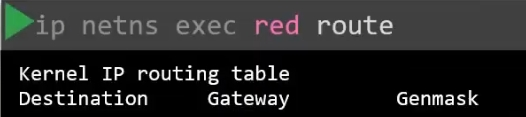 ip netns exec red route
Kernel IP routing table
Destination Gateway Genmask